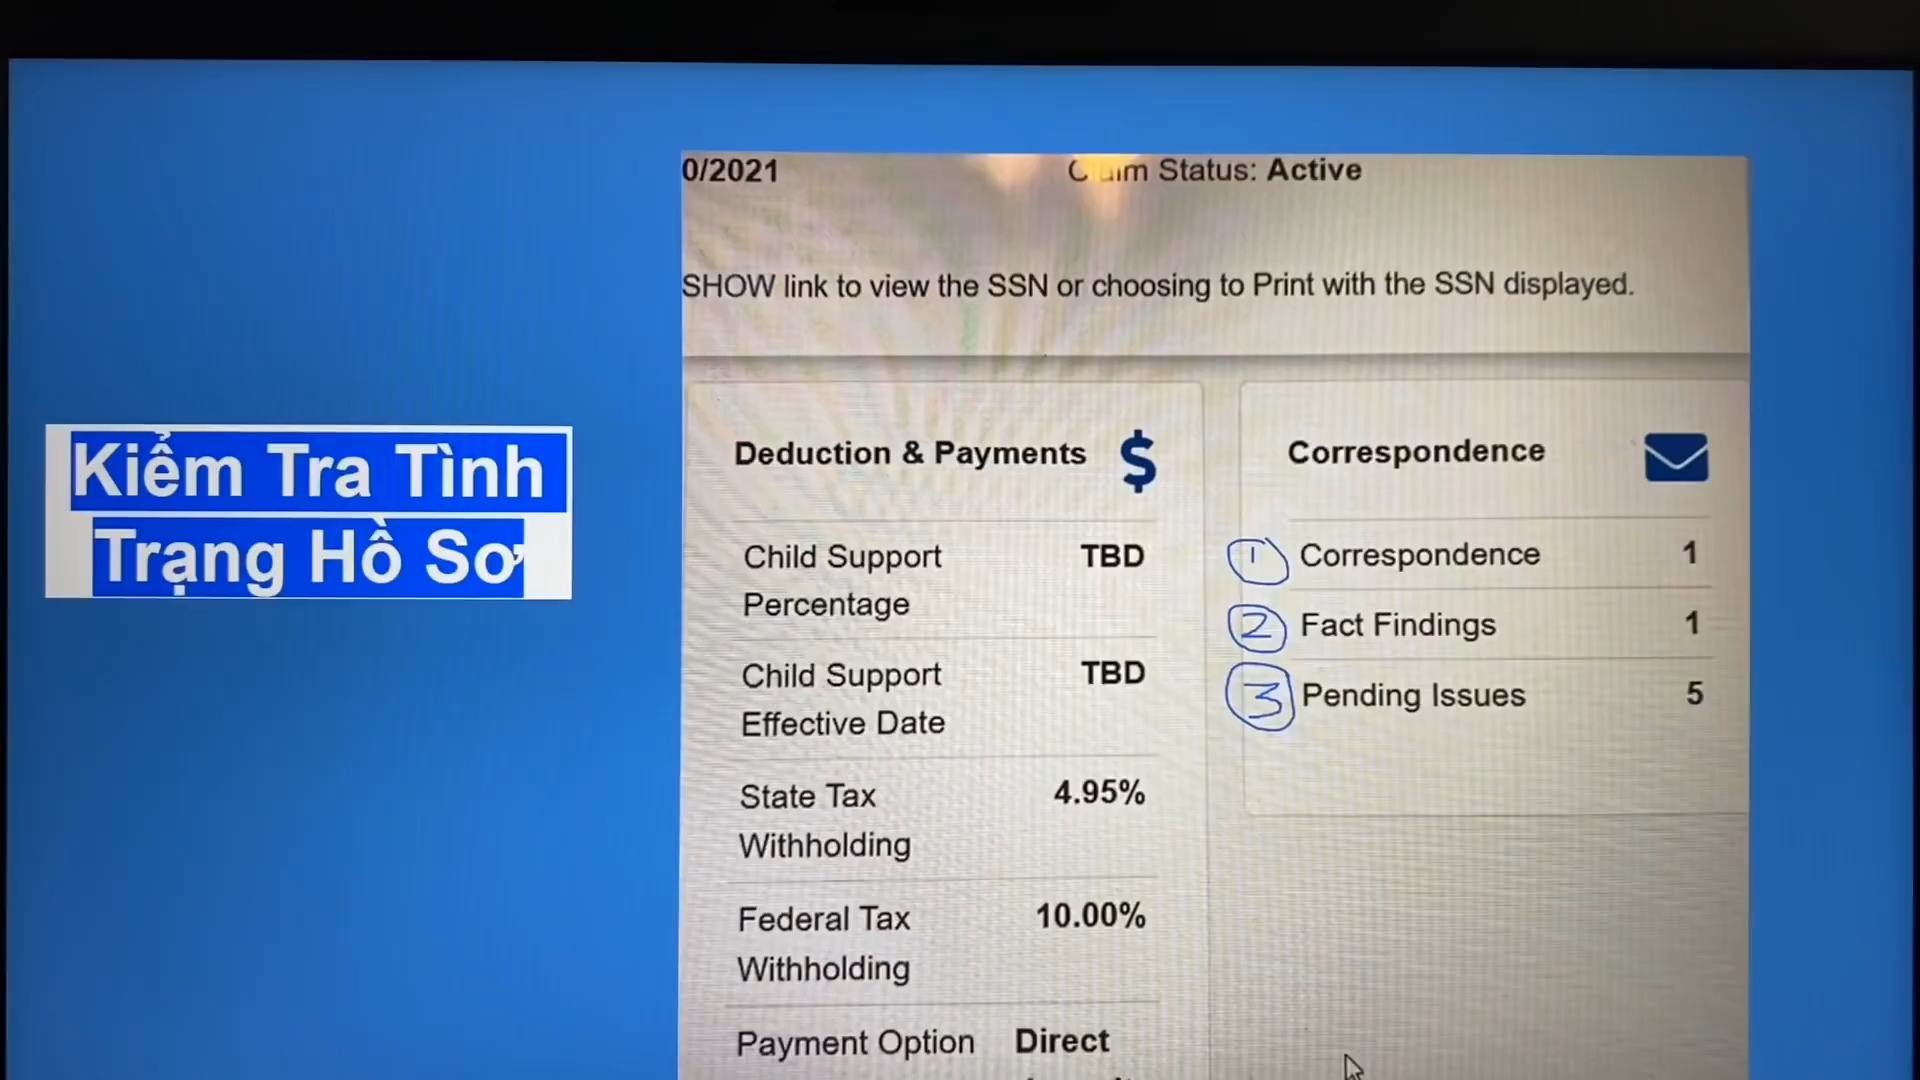 Kiểm Tra Tình
Trạng Hồ Sơ
0/2021
Claim Status: Active
SHOW link to view the SSN or choosing to Print with the SSN displayed.
Deduction & Payments $
Child Support TBD
Percentage
Child Support TBD
Effective Date
State Tax 4.95%
Withholding
Federal Tax 10.00%
Withholding
Payment Option Direct
Correspondence
1 Correspondence 1
2 Fact Findings 1
3 Pending Issues 5